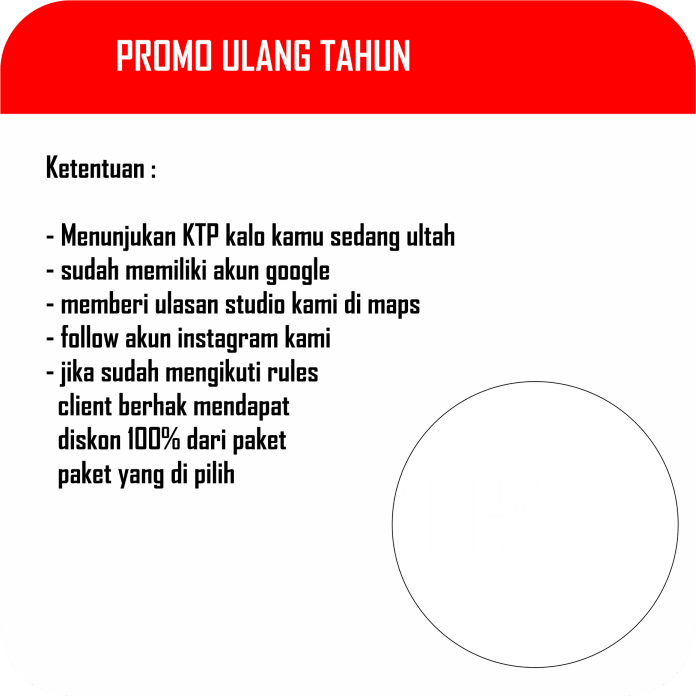 PROMO ULANG TAHUN
Ketentuan :
- Menunjukan KTP kalo kamu sedang ultah
- sudah memiliki akun google
- memberi ulasan studio kami di maps
- follow akun instagram kami
- jika sudah mengikuti rules
client berhak mendapat
diskon 100% dari paket
paket yang di pilih